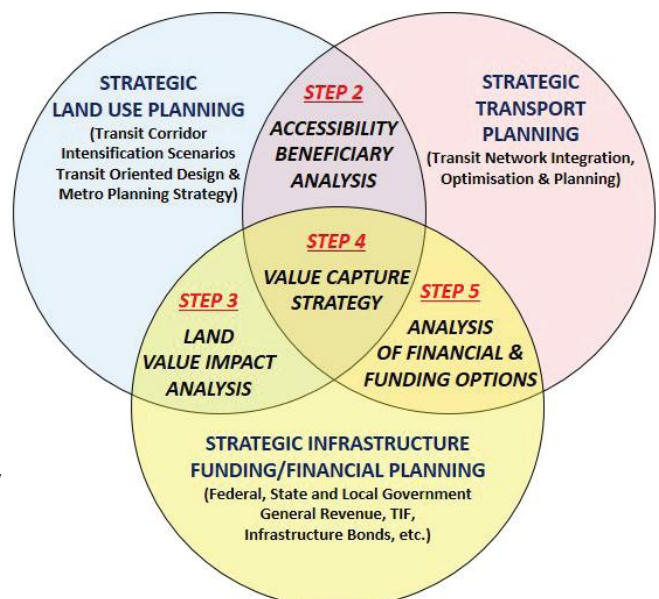 STRATEGIC
LAND USE PLANNING
(Transit Corridor
Intensification Scenarios
Transit Oriented Design &
Metro Planning Strategy)
STEP 2
ACCESSIBILITY
BENEFICIARY
ANALYSIS
STRATEGIC
TRANSPORT
PLANNING
(Transit Network Integration,
Optimisation & Planning)
STEP 4
VALUE CAPTURE
STRATEGY
STEP 3
LAND
VALUE IMPACT
ANALYSIS
STEP 5
ANALYSIS
OF FINANCIAL &
FUNDING OPTIONS
STRATEGIC INFRASTRUCTURE
FUNDING/FINANCIAL PLANNING
(Federal, State and Local Government
General Revenue, TIF,
Infrastructure Bonds, etc.)